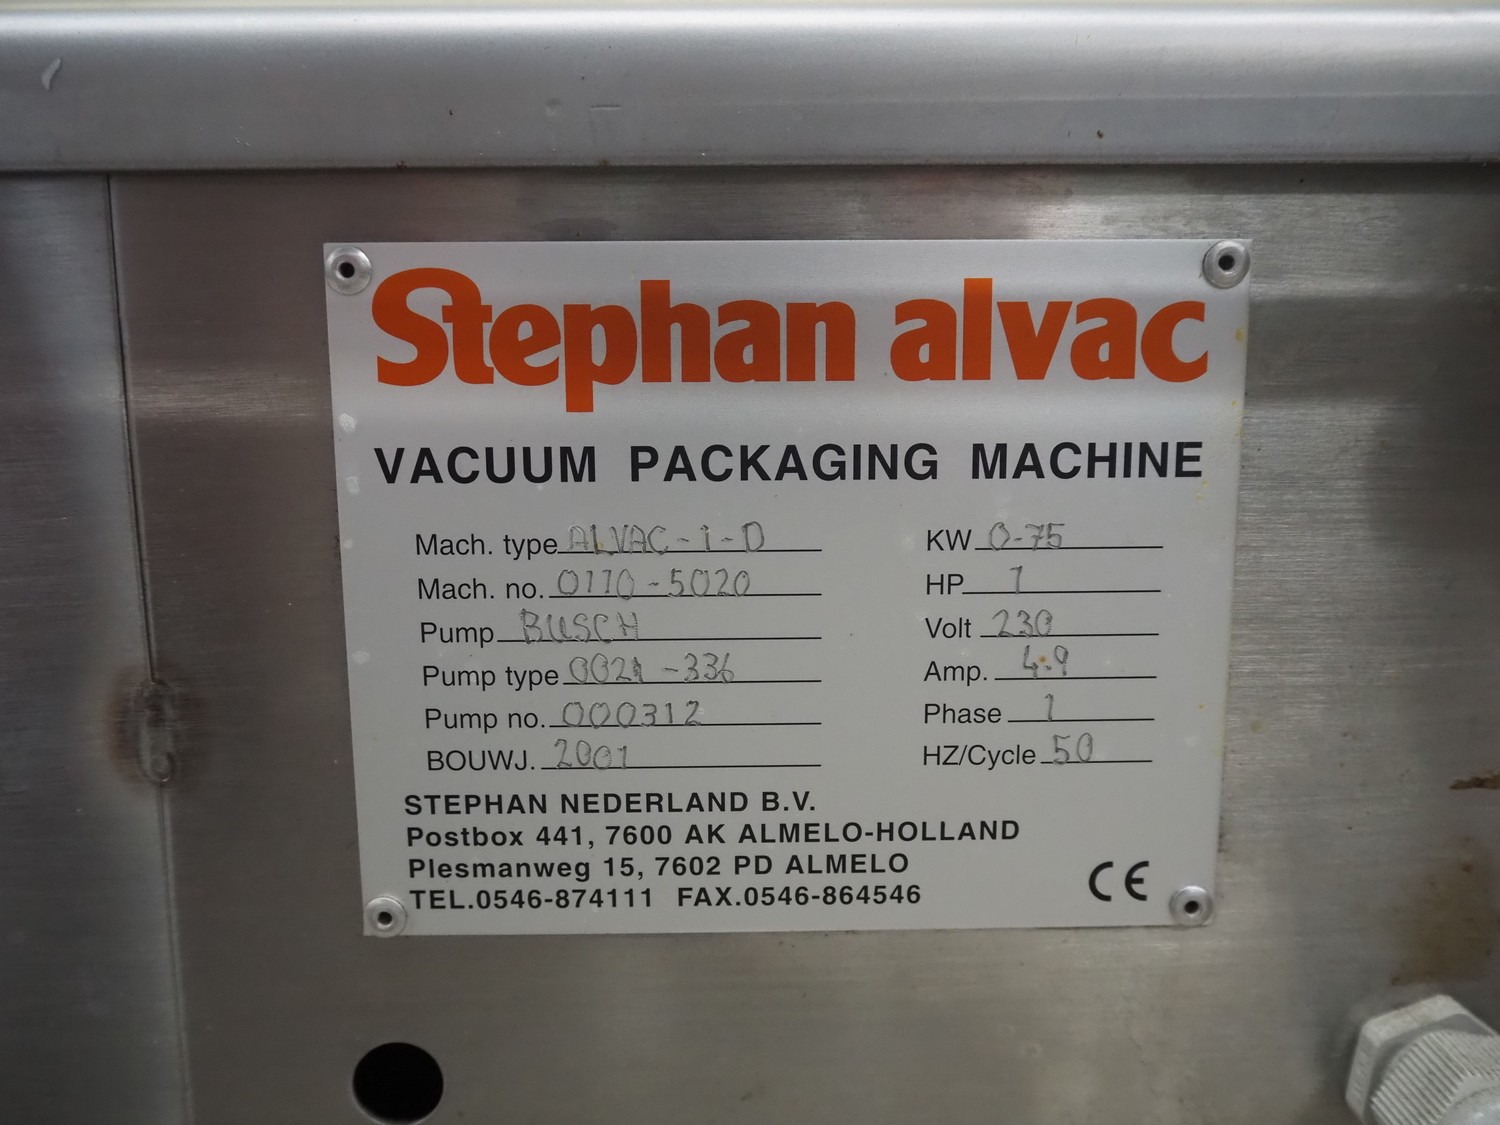 Stephan alvac
VACUUM PACKAGING MACHINE
Mach. type ALVAC-1-D
Mach. no. 0110-5020
Pump BUSCH
Pump type 0021-336
Pump no. 000312
BOUWJ. 2001
KW 0-75
HP 1
Volt 230
Amp. 4.9
Phase 1
HZ/Cycle 50
STEPHAN NEDERLAND B.V.
Postbox 441, 7600 AK ALMELO-HOLLAND
Plesmanweg 15, 7602 PD ALMELO
TEL.0546-874111 FAX.0546-864546
CE